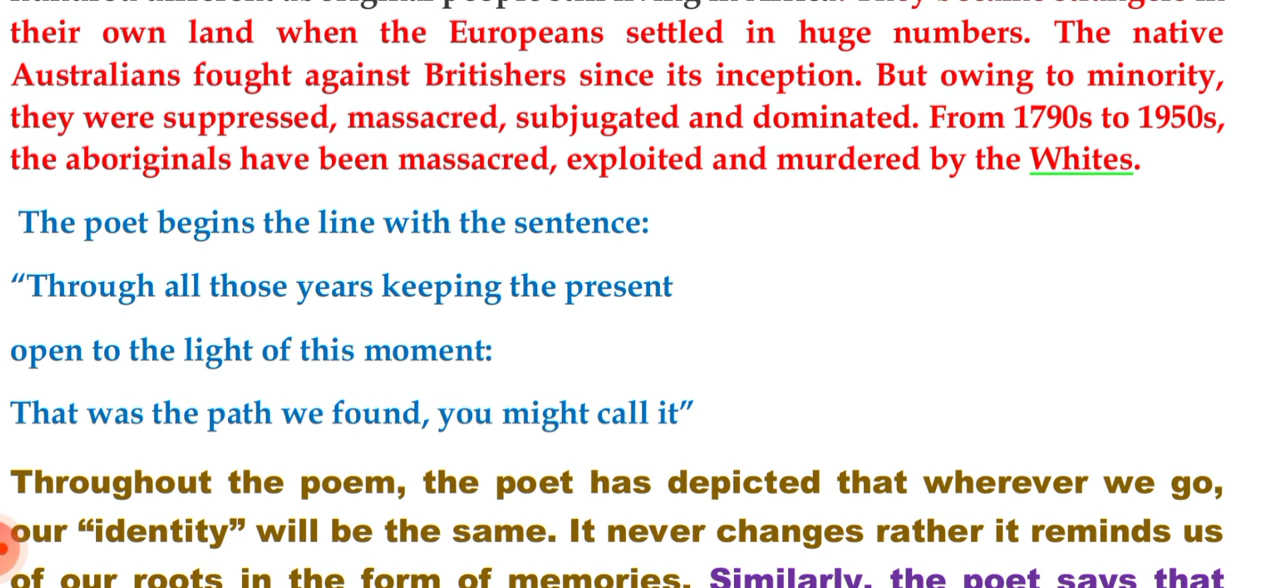 their own land when the Europeans settled in huge numbers. The native
Australians fought against Britishers since its inception. But owing to minority,
they were suppressed, massacred, subjugated and dominated. From 1790s to 1950s,
the aboriginals have been massacred, exploited and murdered by the Whites.
The poet begins the line with the sentence:
“Through all those years keeping the present
open to the light of this moment:
That was the path we found, you might call it”
Throughout the poem, the poet has depicted that wherever we go,
our “identity” will be the same. It never changes rather it reminds us
of our roots in the form of memories. Similarly, the poet says that